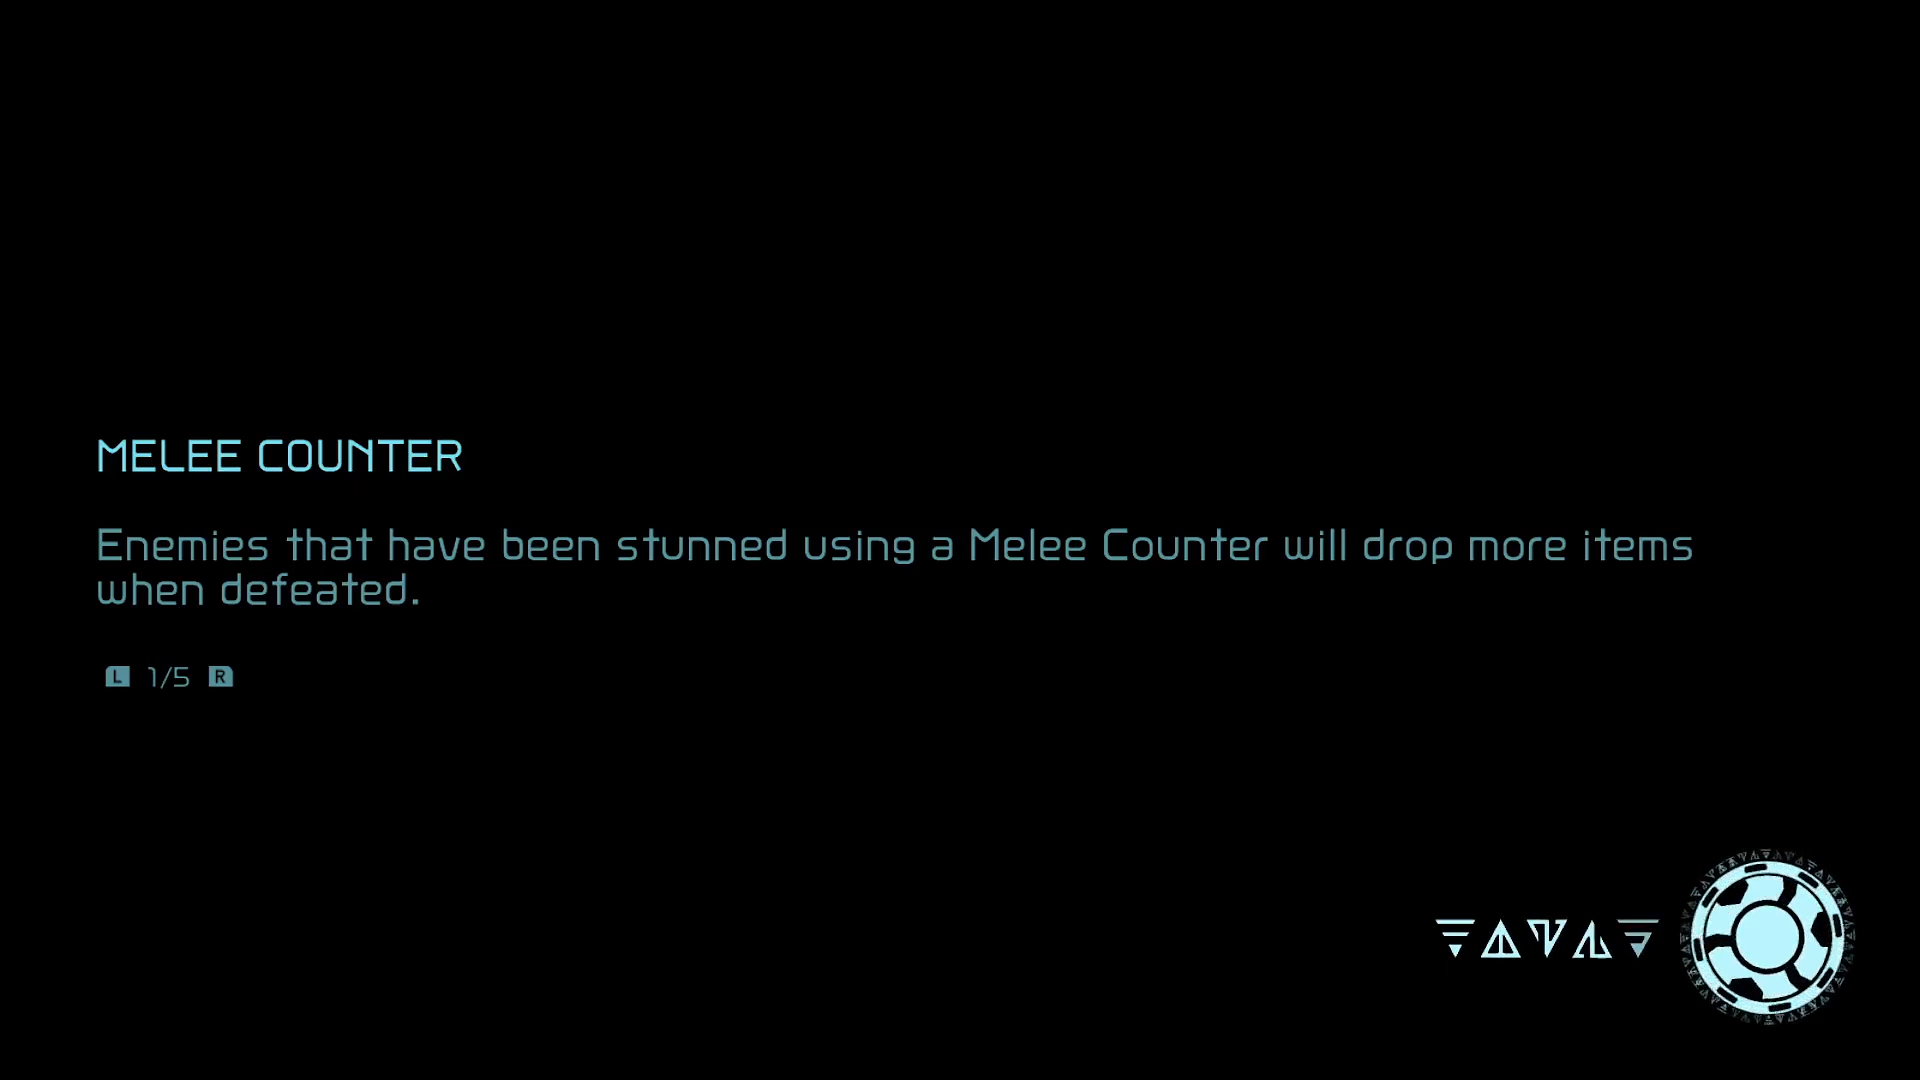 MELEE COUNTER
Enemies that have been stunned using a Melee Counter will drop more items
when defeated.
L 1/5 R